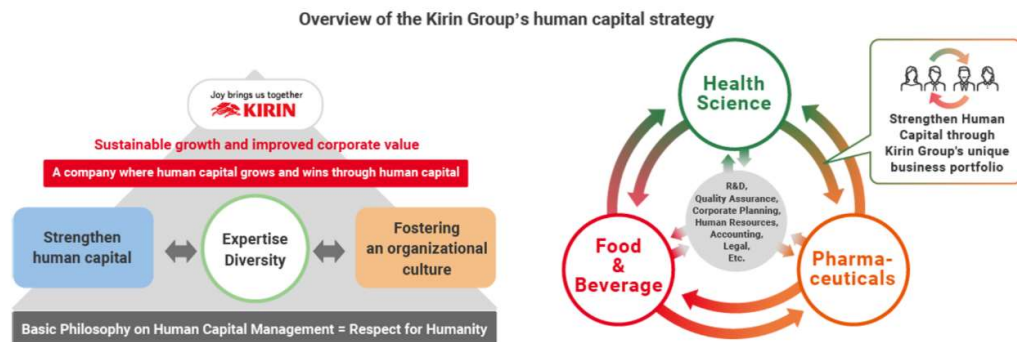 Overview of the Kirin Group's human capital strategy
Joy brings us together
KIRIN
Sustainable growth and improved corporate value
A company where human capital grows and wins through human capital
Strengthen
human capital
Expertise
Diversity
Fostering
an organizational
culture
Basic Philosophy on Human Capital Management = Respect for Humanity
Health
Science
Strengthen Human
Capital through
Kirin Group's unique
business portfolio
R&D,
Quality Assurance,
Corporate Planning,
Human Resources,
Accounting,
Legal,
Etc.
Food
&
Beverage
Pharma-
ceuticals